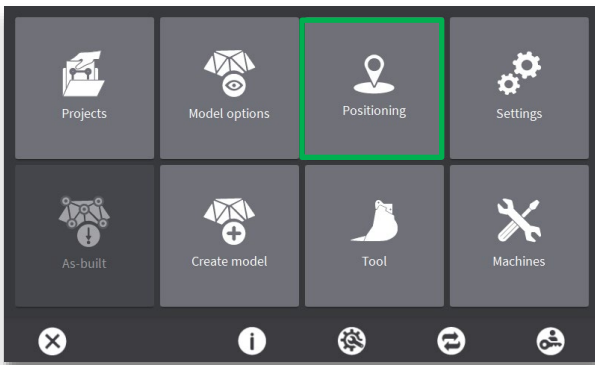 Projects
Model options
Positioning
Settings
As-built
Create model
Tool
Machines